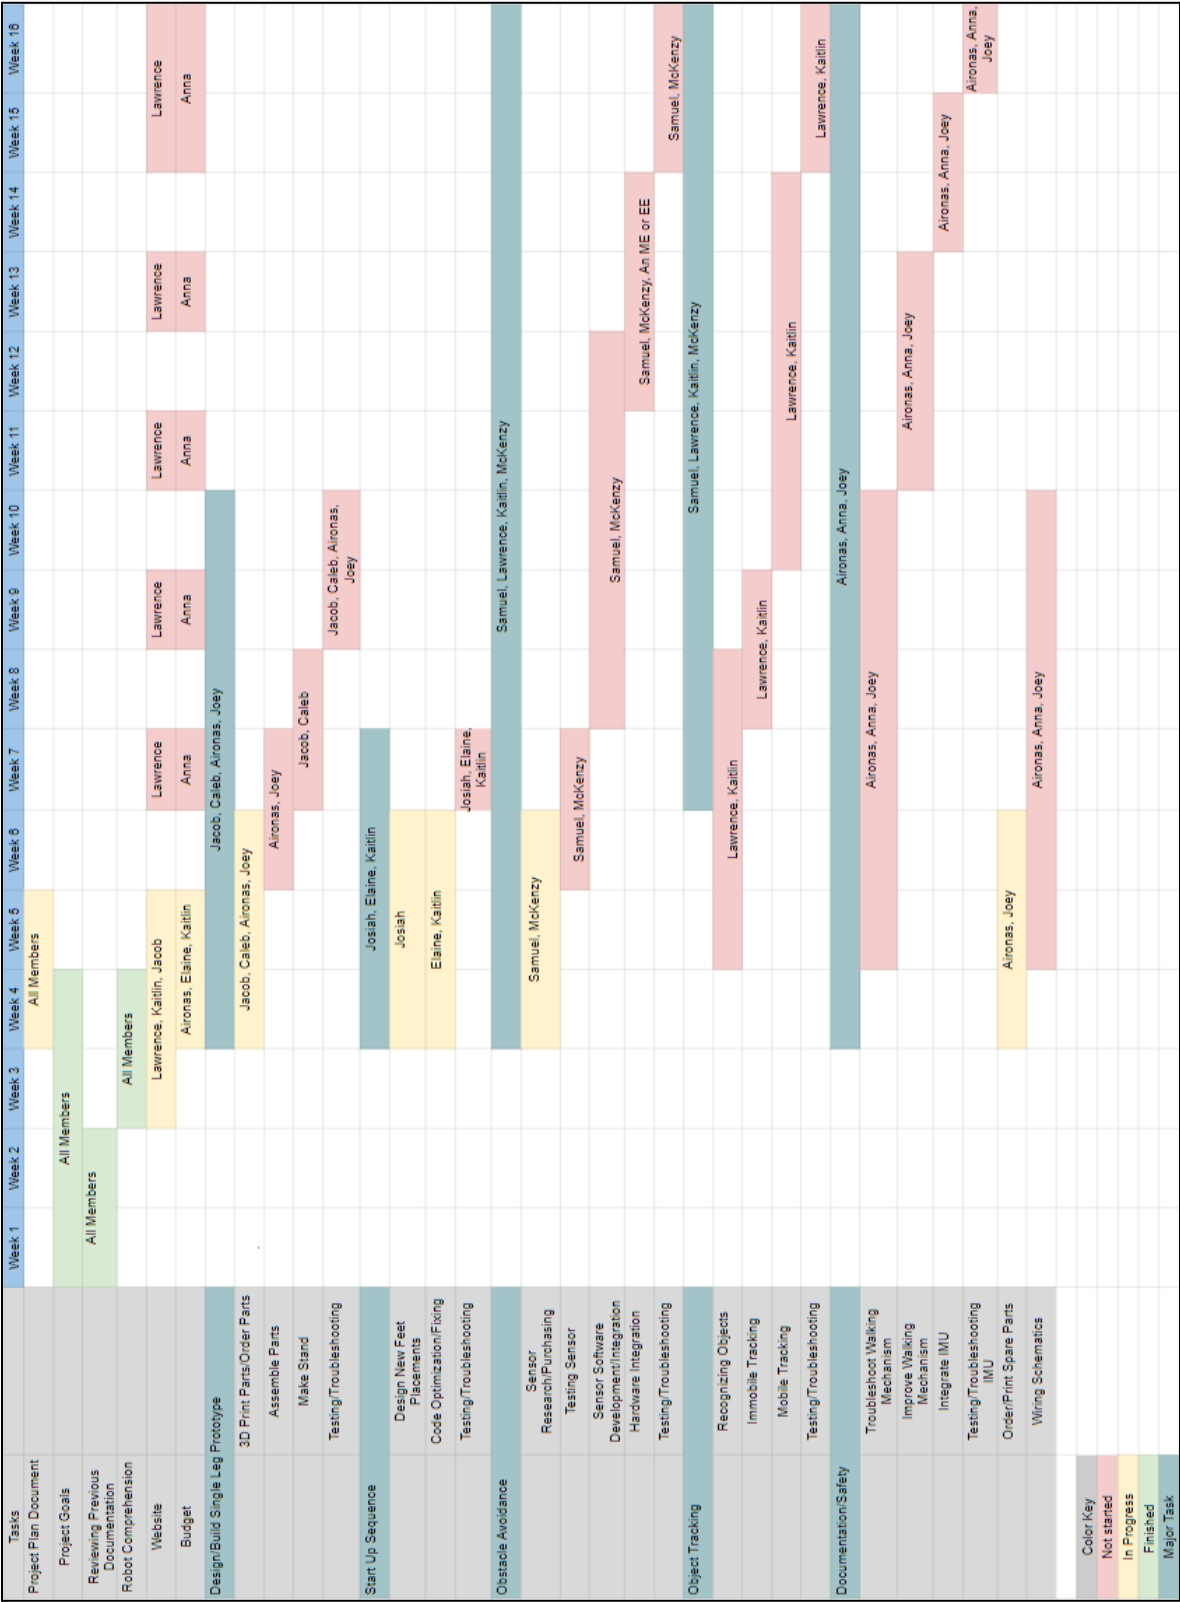 Tasks
Week 1
Week 2
Week 3
Week 4
Week 5
Week 6
Week 7
Week 8
Week 9
Week 10
Week 11
Week 12
Week 13
Week 14
Week 15
Week 16
Project Plan Document
All Members
Project Goals
All Members
Reviewing Previous
Documentation
All Members
Robot Comprehension
All Members
Website
Lawrence, Kaitlin, Jacob
Lawrence
Lawrence
Lawrence
Lawrence
Lawrence
Budget
Aironas, Elaine, Kaitlin
Anna
Anna
Anna
Anna
Anna
Design/Build Single Leg Prototype
Jacob, Caleb, Aironas, Joey
3D Print Parts/Order Parts
Jacob, Caleb, Aironas, Joey
Assemble Parts
Aironas, Joey
Make Stand
Jacob, Caleb
Testing/Troubleshooting
Jacob, Caleb, Aironas,
Joey
Start Up Sequence
Josiah, Elaine, Kaitlin
Design New Feet
Placements
Josiah
Code Optimization/Fixing
Elaine, Kaitlin
Testing/Troubleshooting
Josiah, Elaine,
Kaitlin
Obstacle Avoidance
Samuel, Lawrence, Kaitlin, McKenzy
Sensor
Research/Purchasing
Samuel, McKenzy
Testing Sensor
Samuel, McKenzy
Sensor Software
Development/Integration
Samuel, McKenzy
Hardware Integration
Samuel, McKenzy, An ME or EE
Testing/Troubleshooting
Samuel, McKenzy
Object Tracking
Samuel, Lawrence, Kaitlin, McKenzy
Recognizing Objects
Lawrence, Kaitlin
Immobile Tracking
Lawrence, Kaitlin
Mobile Tracking
Lawrence, Kaitlin
Testing/Troubleshooting
Lawrence, Kaitlin
Documentation/Safety
Aironas, Anna, Joey
Troubleshoot Walking
Mechanism
Aironas, Anna, Joey
Improve Walking
Mechanism
Aironas, Anna, Joey
Integrate IMU
Aironas, Anna, Joey
Testing/Troubleshooting
IMU
Aironas, Anna,
Joey
Order/Print Spare Parts
Aironas, Joey
Wiring Schematics
Aironas, Anna, Joey
Color Key
Not started
In Progress
Finished
Major Task